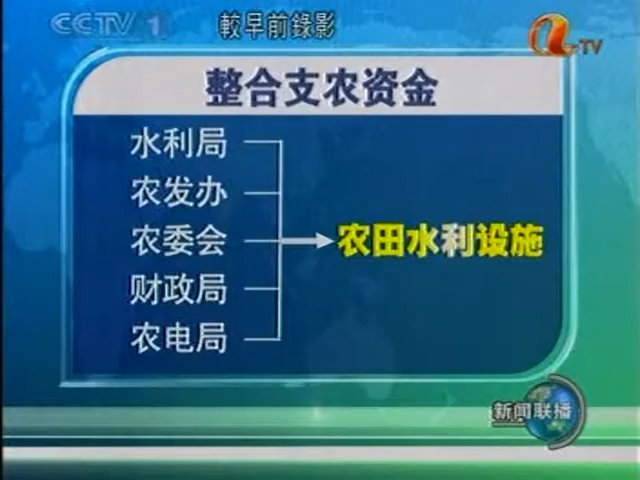 CCTV 1 較早前錄影 aTV
整合支农资金
水利局
农发办
农委会
农田水利设施
财政局
农电局
新闻联播